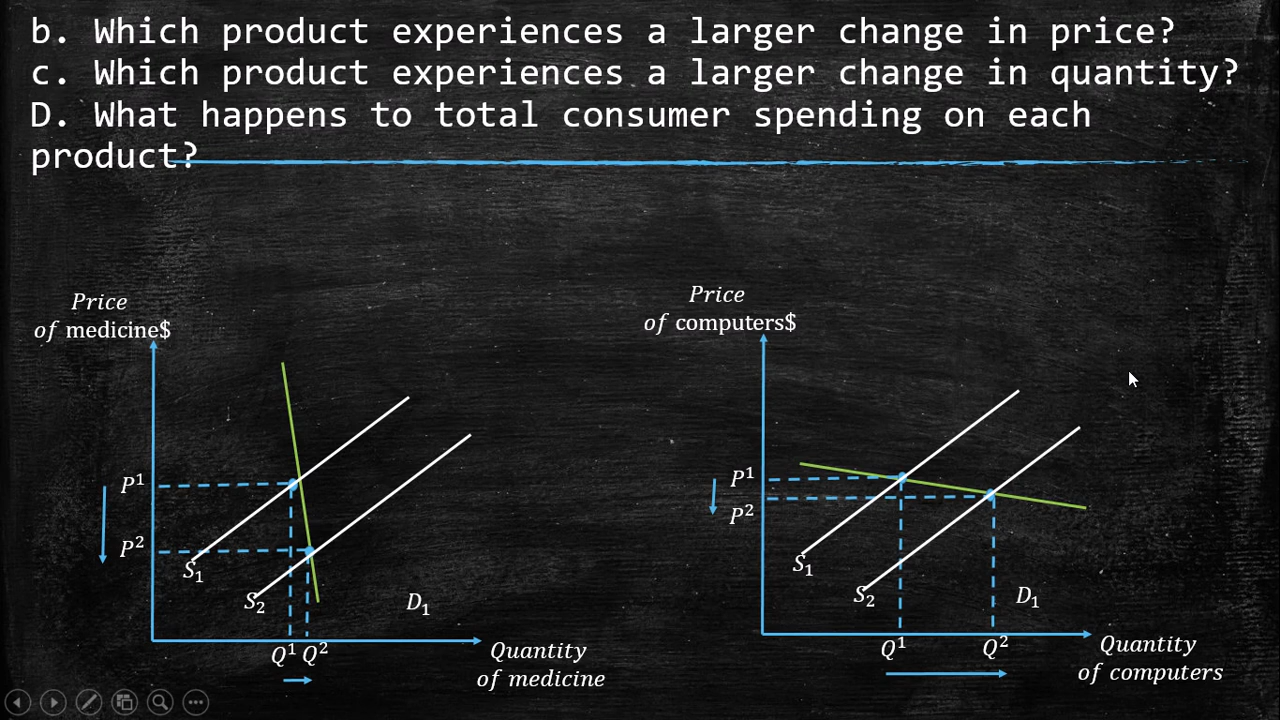 b. Which product experiences a larger change in price?
c. Which product experiences a larger change in quantity?
D. What happens to total consumer spending on each
product?
Price
of medicine$
P¹
P²
S₁
S₂
D₁
Q¹ Q²
Quantity
of medicine
Price
of computers$
P¹
P²
S₁
S₂
D₁
Q¹ Q²
Quantity
of computers